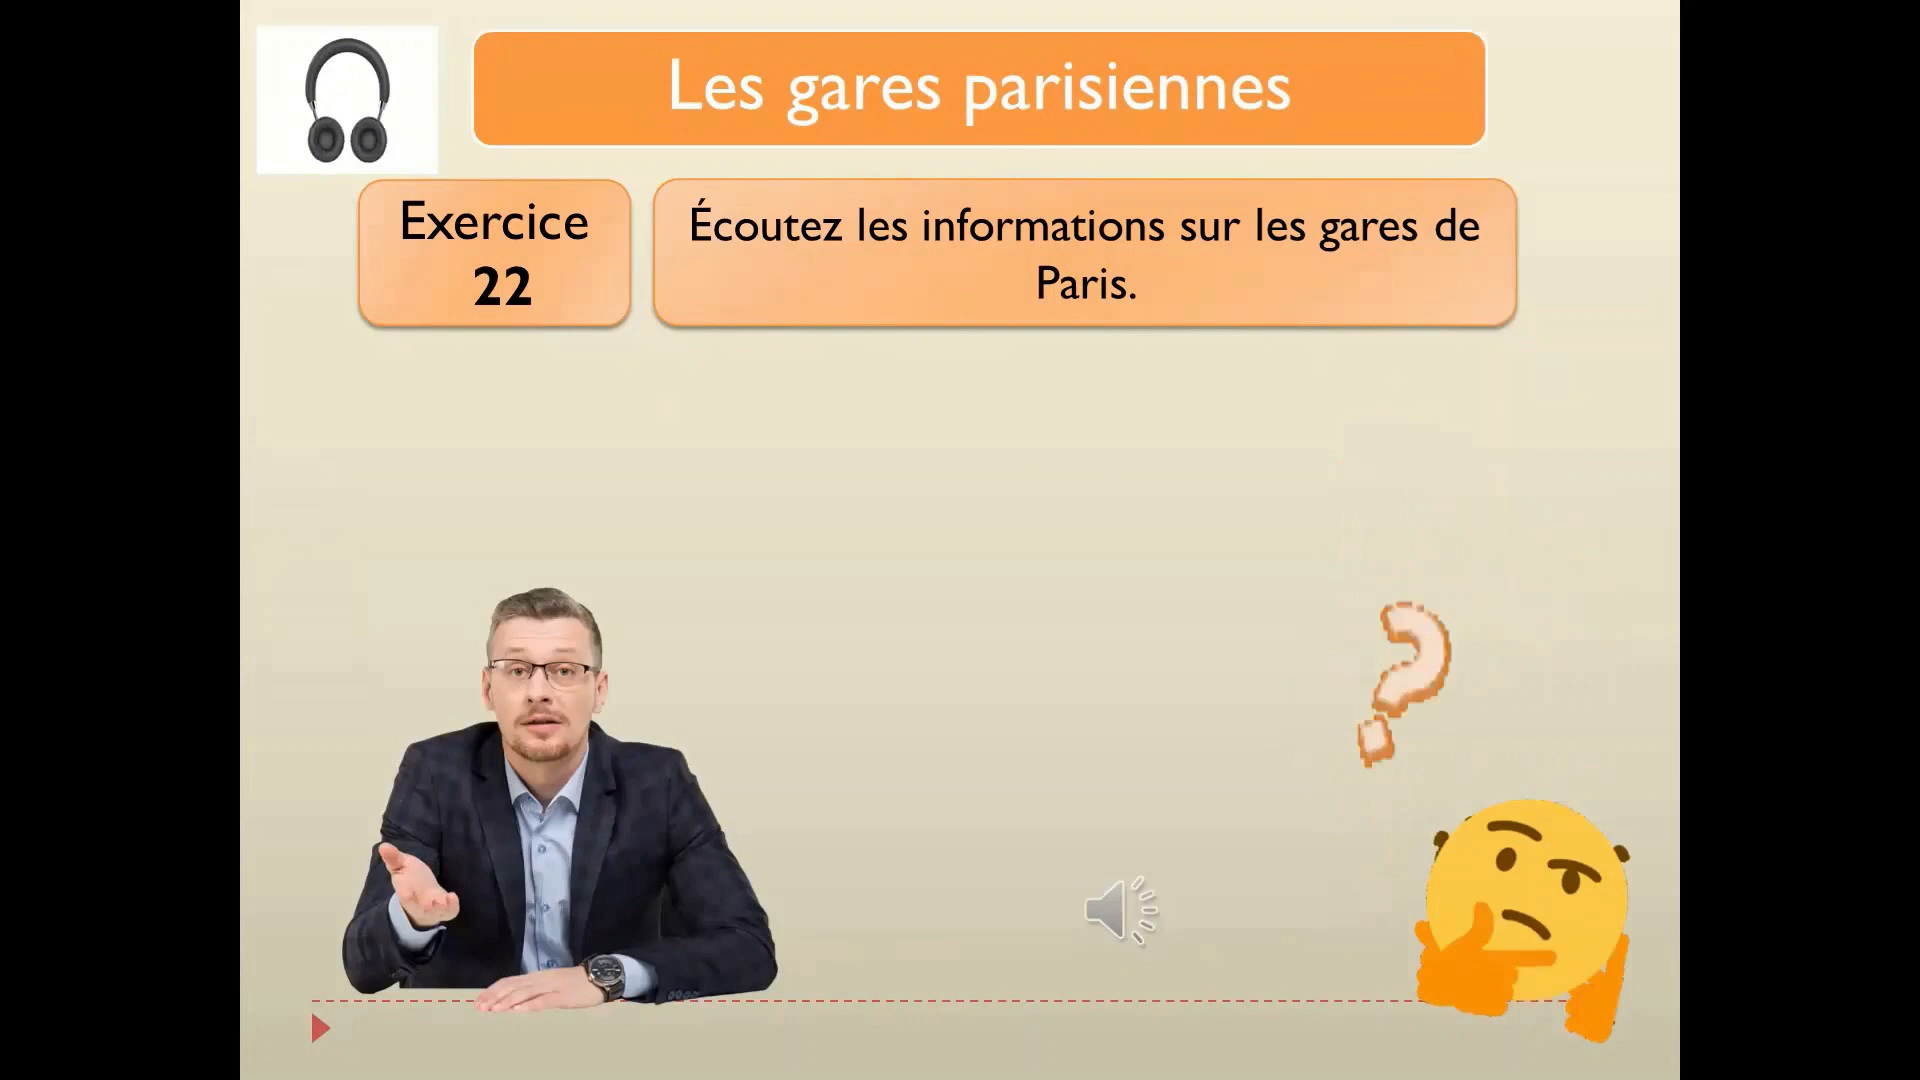 Les gares parisiennes
Exercice
22
Écoutez les informations sur les gares de
Paris.